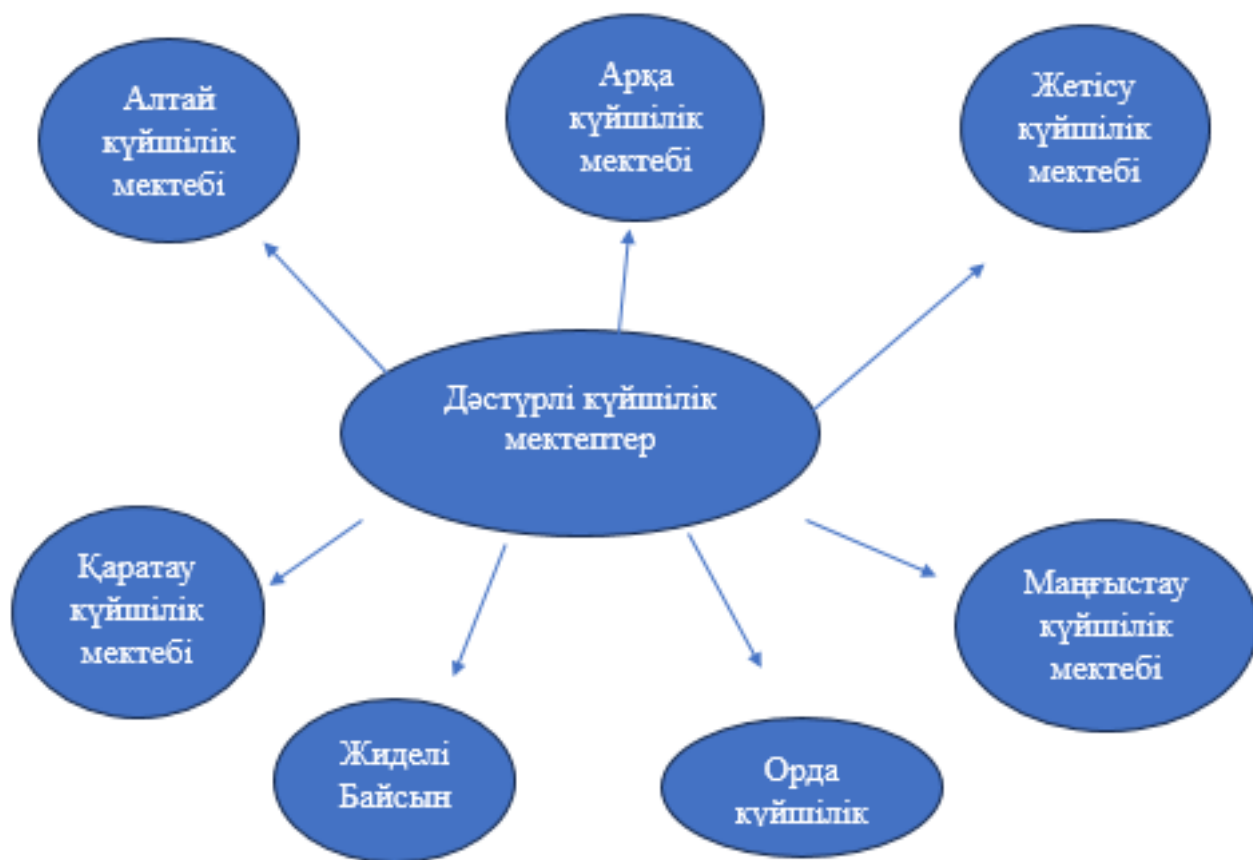 Алтай
күйшілік
мектебі
Арқа
күйшілік
мектебі
Жетісу
күйшілік
мектебі
Дәстүрлі күйшілік
мектептер
Қаратау
күйшілік
мектебі
Маңғыстау
күйшілік
мектебі
Жиделі
Байсын
Орда
күйшілік